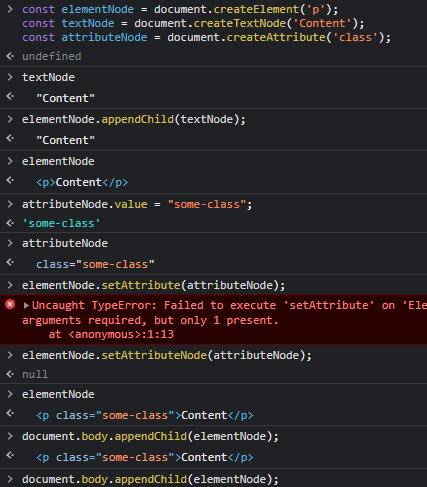 const elementNode = document.createElement('p');
const textNode = document.createTextNode('Content');
const attributeNode = document.createAttribute('class');
undefined
textNode
"Content"
elementNode.appendChild(textNode);
"Content"
elementNode
<p>Content</p>
attributeNode.value = "some-class";
'some-class'
attributeNode
class="some-class"
elementNode.setAttribute(attributeNode);
Uncaught TypeError: Failed to execute 'setAttribute' on 'Ele
arguments required, but only 1 present.
at <anonymous>:1:13
elementNode.setAttributeNode(attributeNode);
null
elementNode
<p class="some-class">Content</p>
document.body.appendChild(elementNode);
<p class="some-class">Content</p>
document.body.appendChild(elementNode);